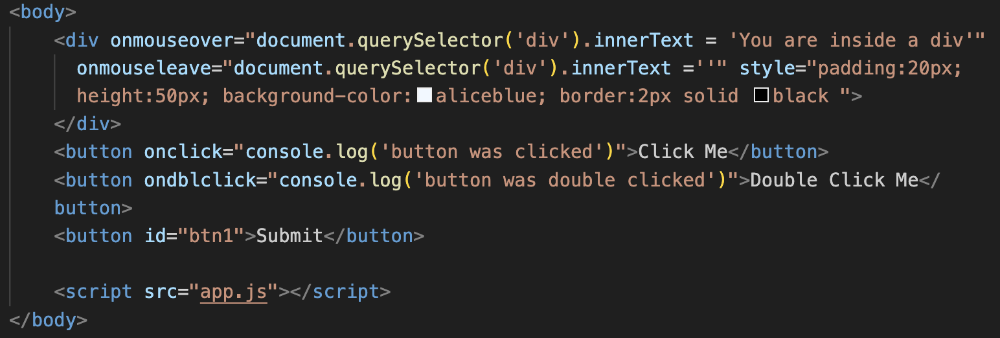 <body>
<div onmouseover="document.querySelector('div').innerText = 'You are inside a div'"
onmouseleave="document.querySelector('div').innerText =''" style="padding:20px;
height:50px; background-color:aliceblue; border:2px solid black ">
</div>
<button onclick="console.log('button was clicked')">Click Me</button>
<button ondblclick="console.log('button was double clicked')">Double Click Me</
button>
<button id="btn1">Submit</button>
<script src="app.js"></script>
</body>